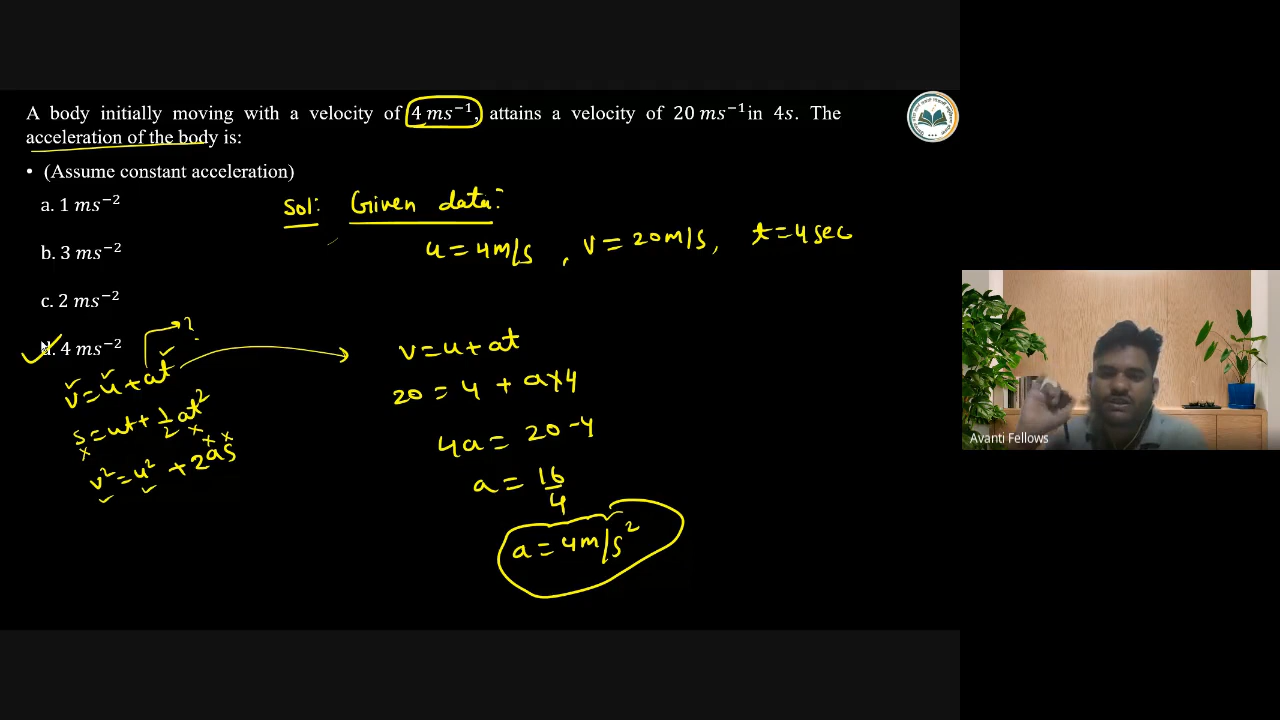 A body initially moving with a velocity of 4 ms⁻¹, attains a velocity of 20 ms⁻¹in 4s. The
acceleration of the body is:
• (Assume constant acceleration)
a. 1 ms⁻²
b. 3 ms⁻²
c. 2 ms⁻²
d. 4 ms⁻²
Sol: Given data:
u = 4m/s , v = 20m/s, t = 4 sec
?
v = u + at
s = ut + 1/2 at²
v² = u² + 2as
v = u + at
20 = 4 + a×4
4a = 20 - 4
a = 16/4
a = 4m/s²
Avanti Fellows